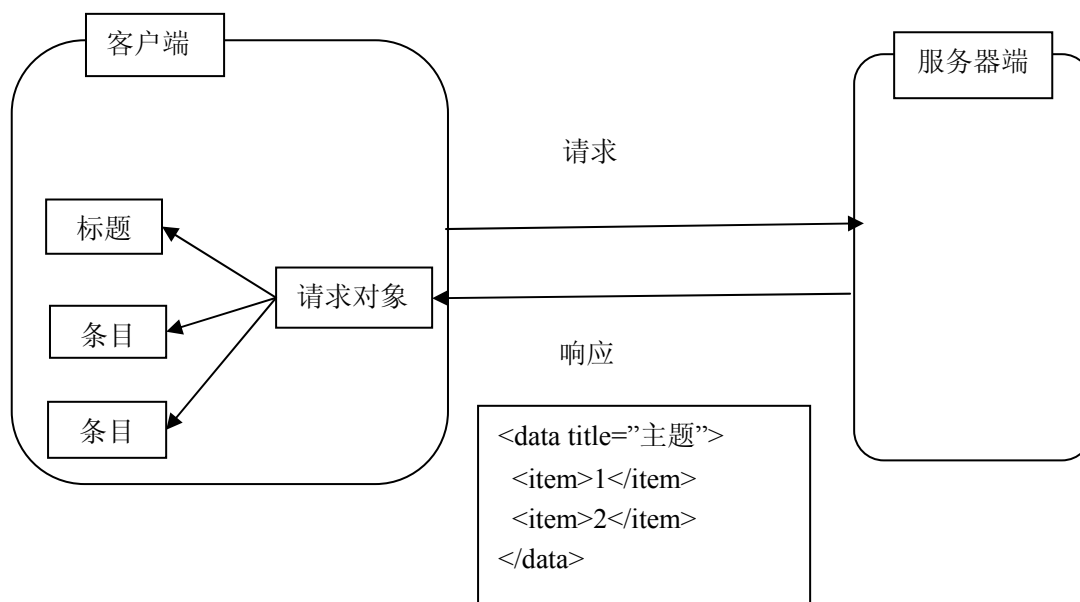 客户端
服务器端
请求
标题
请求对象
条目
响应
条目
<data title=”主题”>
<item>1</item>
<item>2</item>
</data>